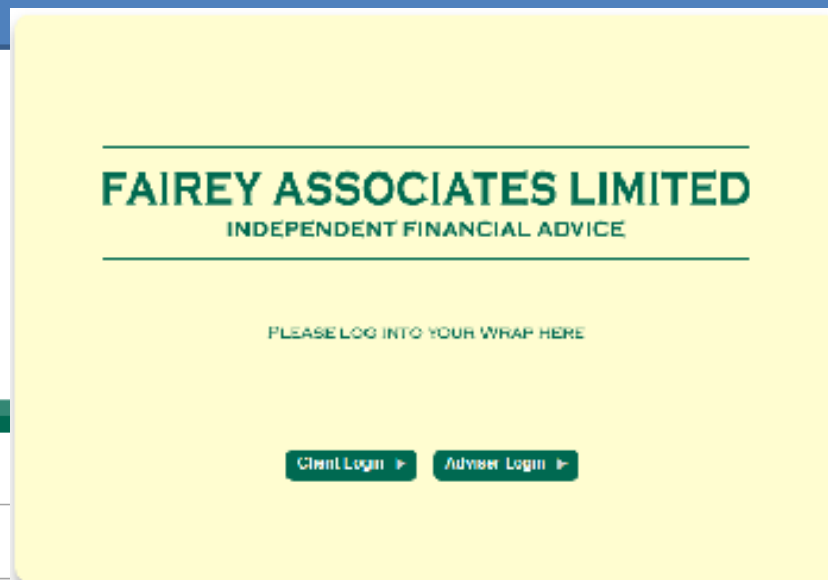 FAIREY ASSOCIATES LIMITED
INDEPENDENT FINANCIAL ADVICE
PLEASE LOG INTO YOUR WRAP HERE
Client Login
Adviser Login